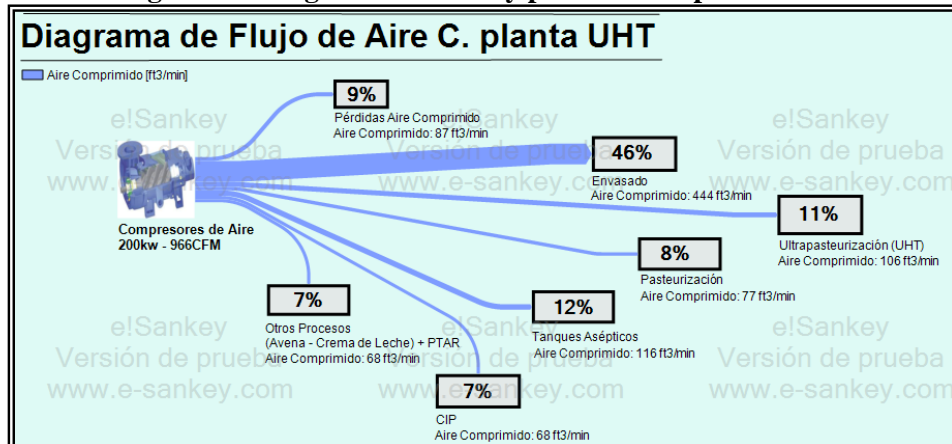 Diagrama de Flujo de Aire C. planta UHT
Aire Comprimido [ft3/min]
9%
Pérdidas Aire Comprimido
Aire Comprimido: 87 ft3/min
46%
Envasado
Aire Comprimido: 444 ft3/min
Compresores de Aire
200kw - 966CFM
11%
Ultrapasteurización (UHT)
Aire Comprimido: 106 ft3/min
8%
Pasteurización
Aire Comprimido: 77 ft3/min
7%
Otros Procesos
(Avena - Crema de Leche) + PTAR
Aire Comprimido: 68 ft3/min
12%
Tanques Asépticos
Aire Comprimido: 116 ft3/min
7%
CIP
Aire Comprimido: 68 ft3/min
e!Sankey
Versión de prueba
www.e-sankey.com
e!Sankey
Versión de prueba
www.e-sankey.com
e!Sankey
Versión de prueba
www.e-sankey.com
e!Sankey
Versión de prueba
www.e-sankey.com
e!Sankey
Versión de prueba
www.e-sankey.com
e!Sankey
Versión de prueba
www.e-sankey.com